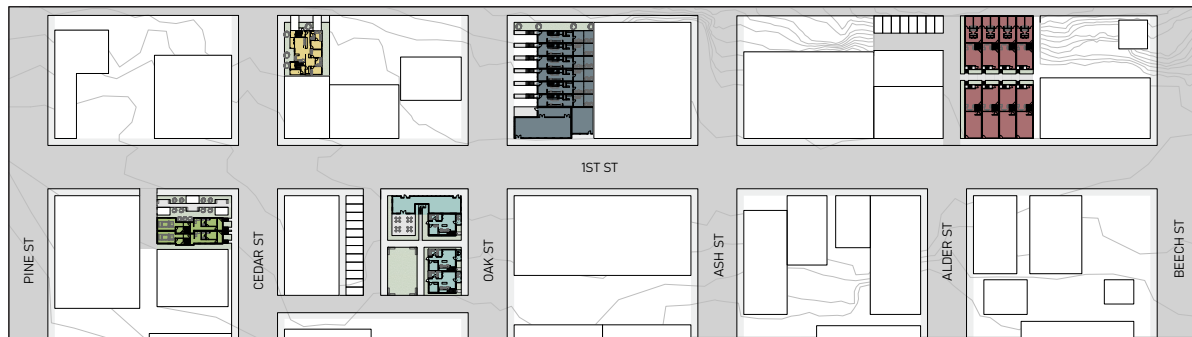 1ST ST
PINE ST
CEDAR ST
OAK ST
ASH ST
ALDER ST
BEECH ST